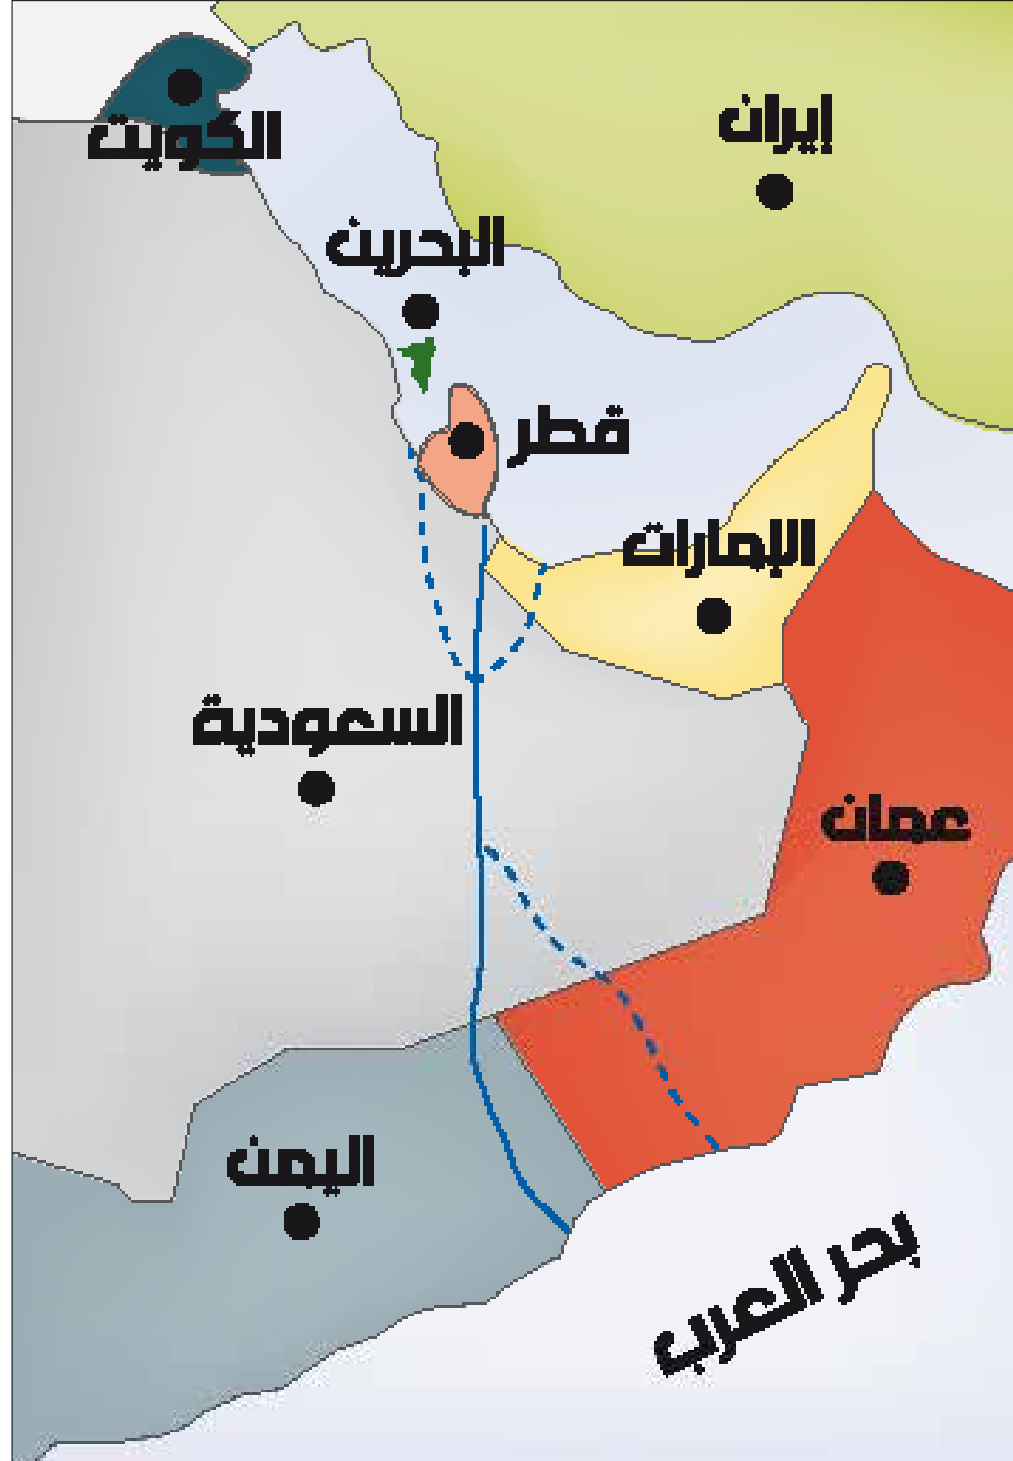 إيران
الكويت
البحرين
قطر
الإمارات
السعودية
عمان
اليمن
بحر العرب